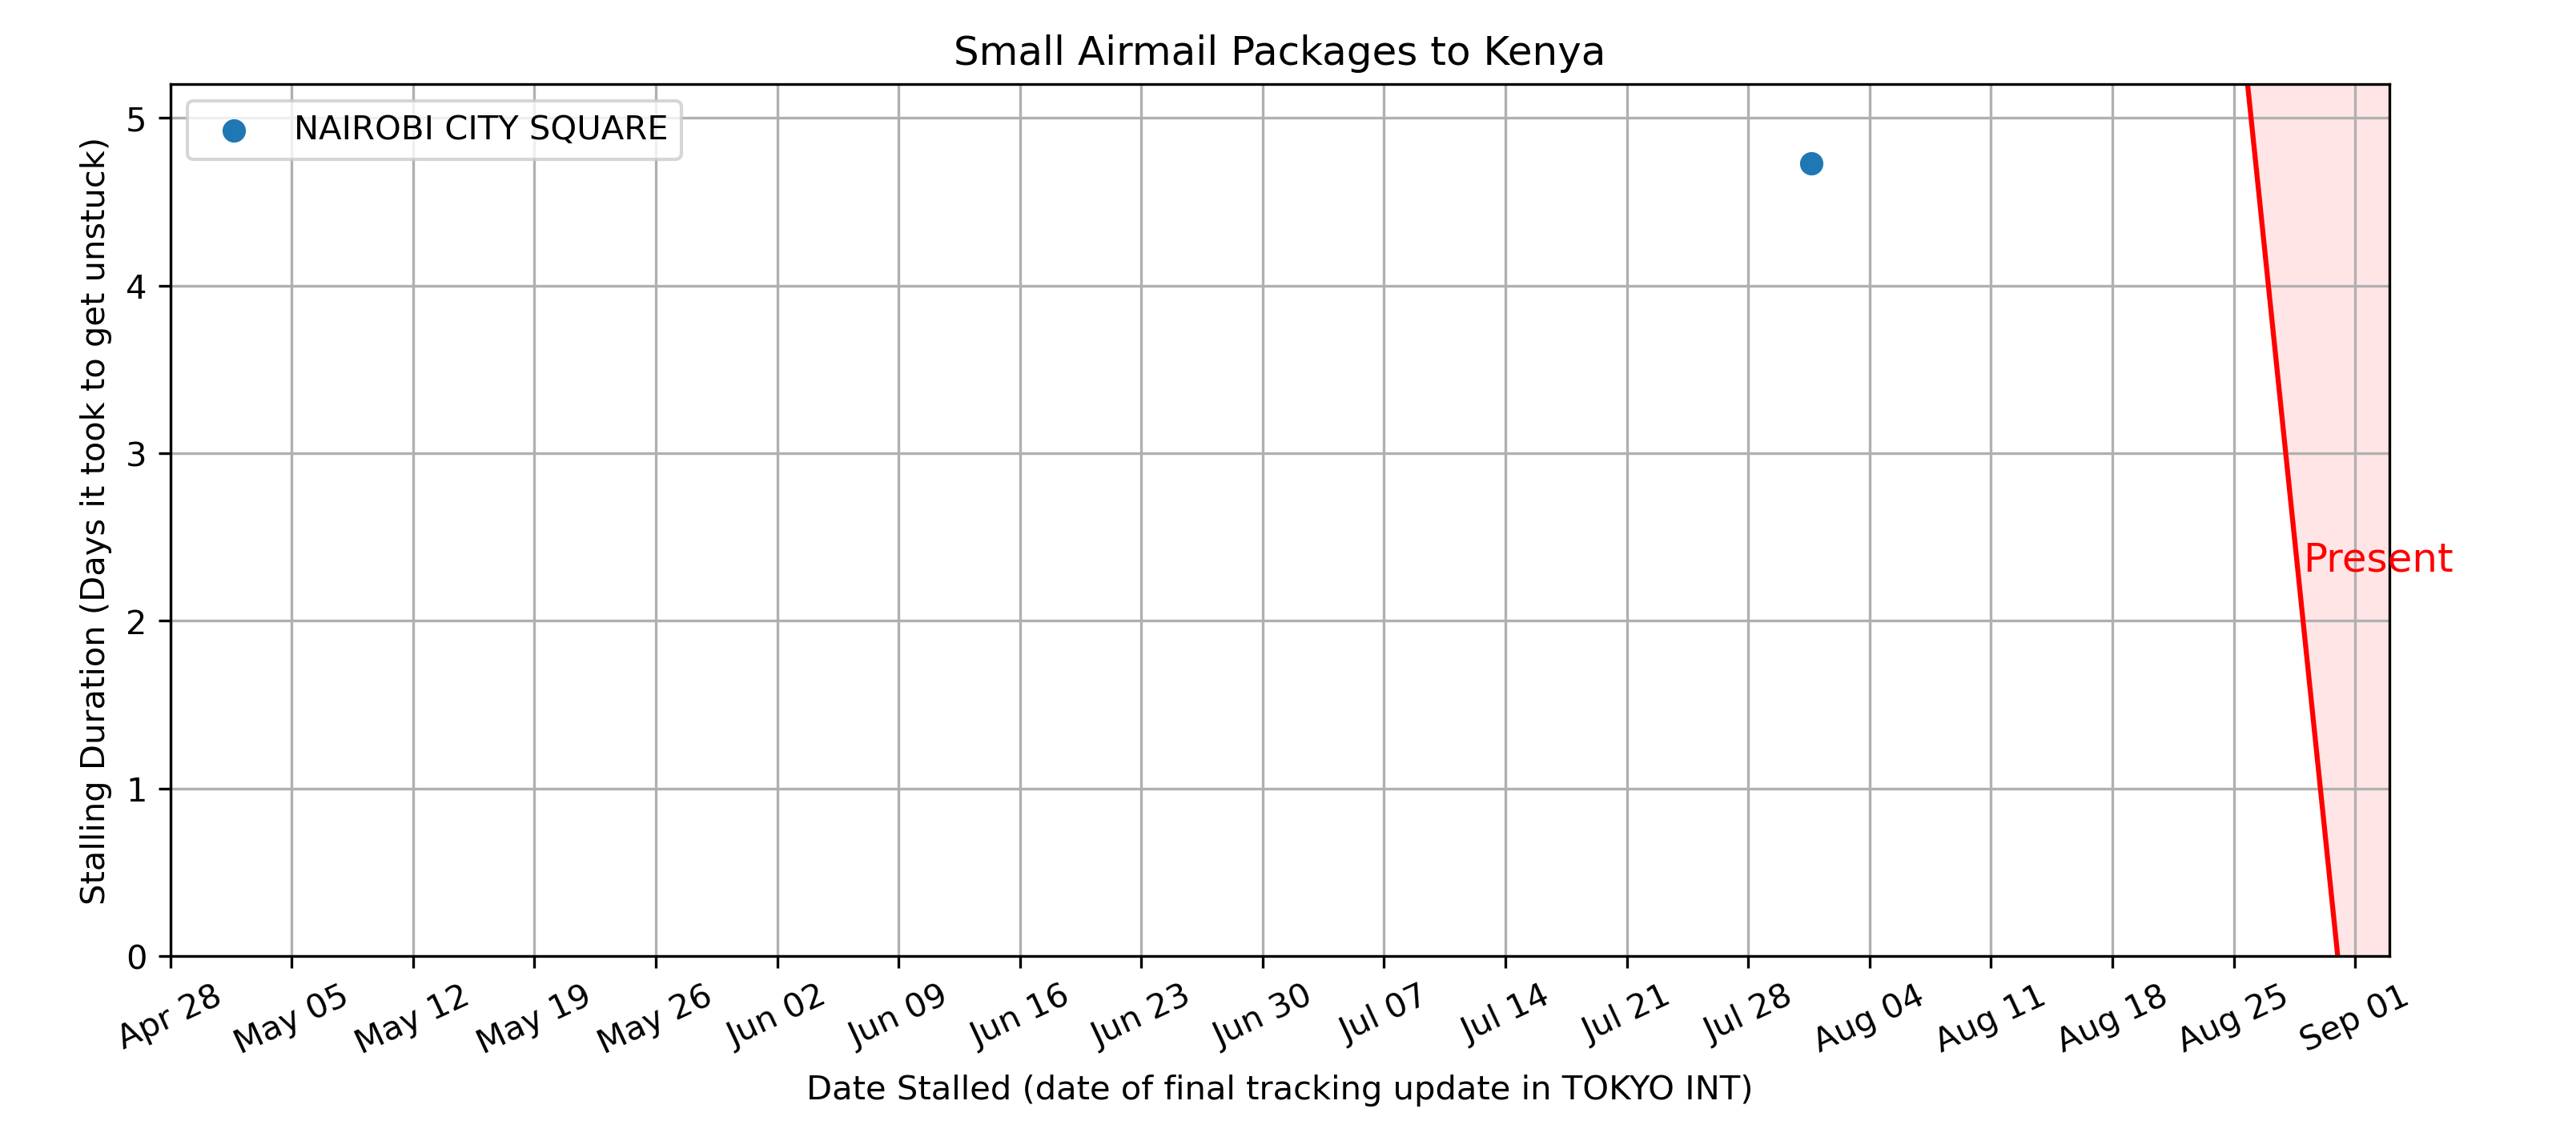 Small Airmail Packages to Kenya
NAIROBI CITY SQUARE
Stalling Duration (Days it took to get unstuck)
5
4
3
2
1
0
Present
Apr 28
May 05
May 12
May 19
May 26
Jun 02
Jun 09
Jun 16
Jun 23
Jun 30
Jul 07
Jul 14
Jul 21
Jul 28
Aug 04
Aug 11
Aug 18
Aug 25
Sep 01
Date Stalled (date of final tracking update in TOKYO INT)